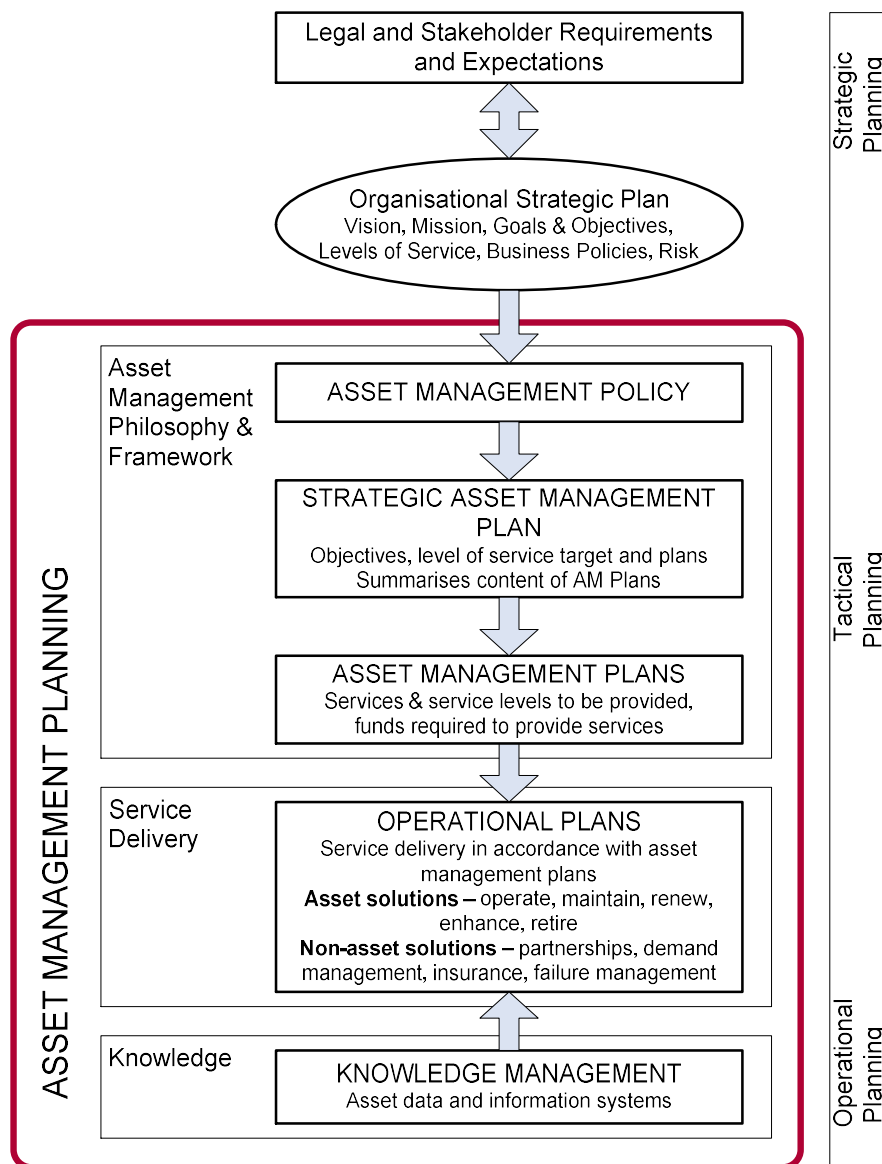 Legal and Stakeholder Requirements
and Expectations
Strategic
Planning
Organisational Strategic Plan
Vision, Mission, Goals & Objectives,
Levels of Service, Business Policies, Risk
ASSET MANAGEMENT PLANNING
Asset
Management
Philosophy &
Framework
ASSET MANAGEMENT POLICY
STRATEGIC ASSET MANAGEMENT
PLAN
Objectives, level of service target and plans
Summarises content of AM Plans
Tactical
Planning
ASSET MANAGEMENT PLANS
Services & service levels to be provided,
funds required to provide services
Service
Delivery
OPERATIONAL PLANS
Service delivery in accordance with asset
management plans
Asset solutions – operate, maintain, renew,
enhance, retire
Non-asset solutions – partnerships, demand
management, insurance, failure management
Knowledge
KNOWLEDGE MANAGEMENT
Asset data and information systems
Operational
Planning